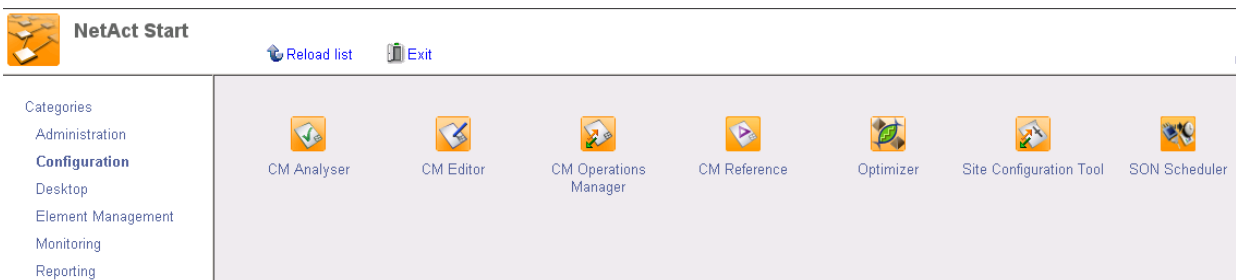 NetAct Start
Reload list Exit
Categories
Administration
Configuration
Desktop
Element Management
Monitoring
Reporting
CM Analyser CM Editor CM Operations Manager CM Reference Optimizer Site Configuration Tool SON Scheduler